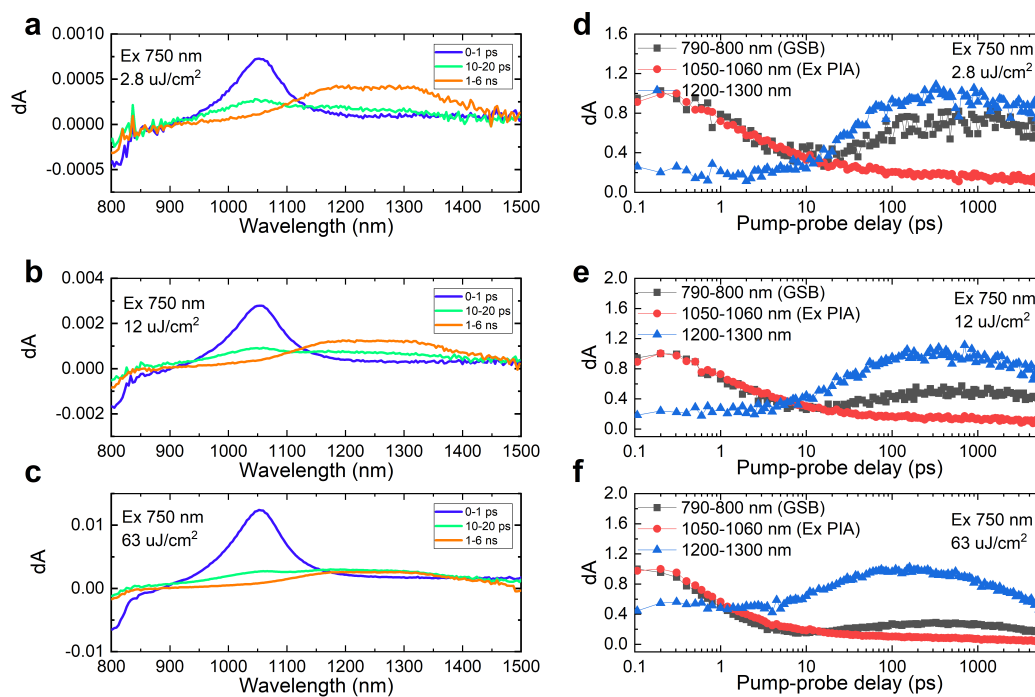 a
Ex 750 nm
2.8 uJ/cm²
0-1 ps
10-20 ps
1-6 ns
0.0010
0.0005
0.0000
-0.0005
dA
800 900 1000 1100 1200 1300 1400 1500
Wavelength (nm)
d
790-800 nm (GSB)
1050-1060 nm (Ex PIA)
1200-1300 nm
Ex 750 nm
2.8 uJ/cm²
1.6
1.2
0.8
0.4
0.0
dA
0.1 1 10 100 1000
Pump-probe delay (ps)
b
Ex 750 nm
12 uJ/cm²
0-1 ps
10-20 ps
1-6 ns
0.004
0.002
0.000
-0.002
dA
800 900 1000 1100 1200 1300 1400 1500
Wavelength (nm)
e
790-800 nm (GSB)
1050-1060 nm (Ex PIA)
1200-1300 nm
Ex 750 nm
12 uJ/cm²
2.0
1.6
1.2
0.8
0.4
0.0
dA
0.1 1 10 100 1000
Pump-probe delay (ps)
c
Ex 750 nm
63 uJ/cm²
0-1 ps
10-20 ps
1-6 ns
0.01
0.00
-0.01
dA
800 900 1000 1100 1200 1300 1400 1500
Wavelength (nm)
f
790-800 nm (GSB)
1050-1060 nm (Ex PIA)
1200-1300 nm
Ex 750 nm
63 uJ/cm²
2.0
1.6
1.2
0.8
0.4
0.0
dA
0.1 1 10 100 1000
Pump-probe delay (ps)